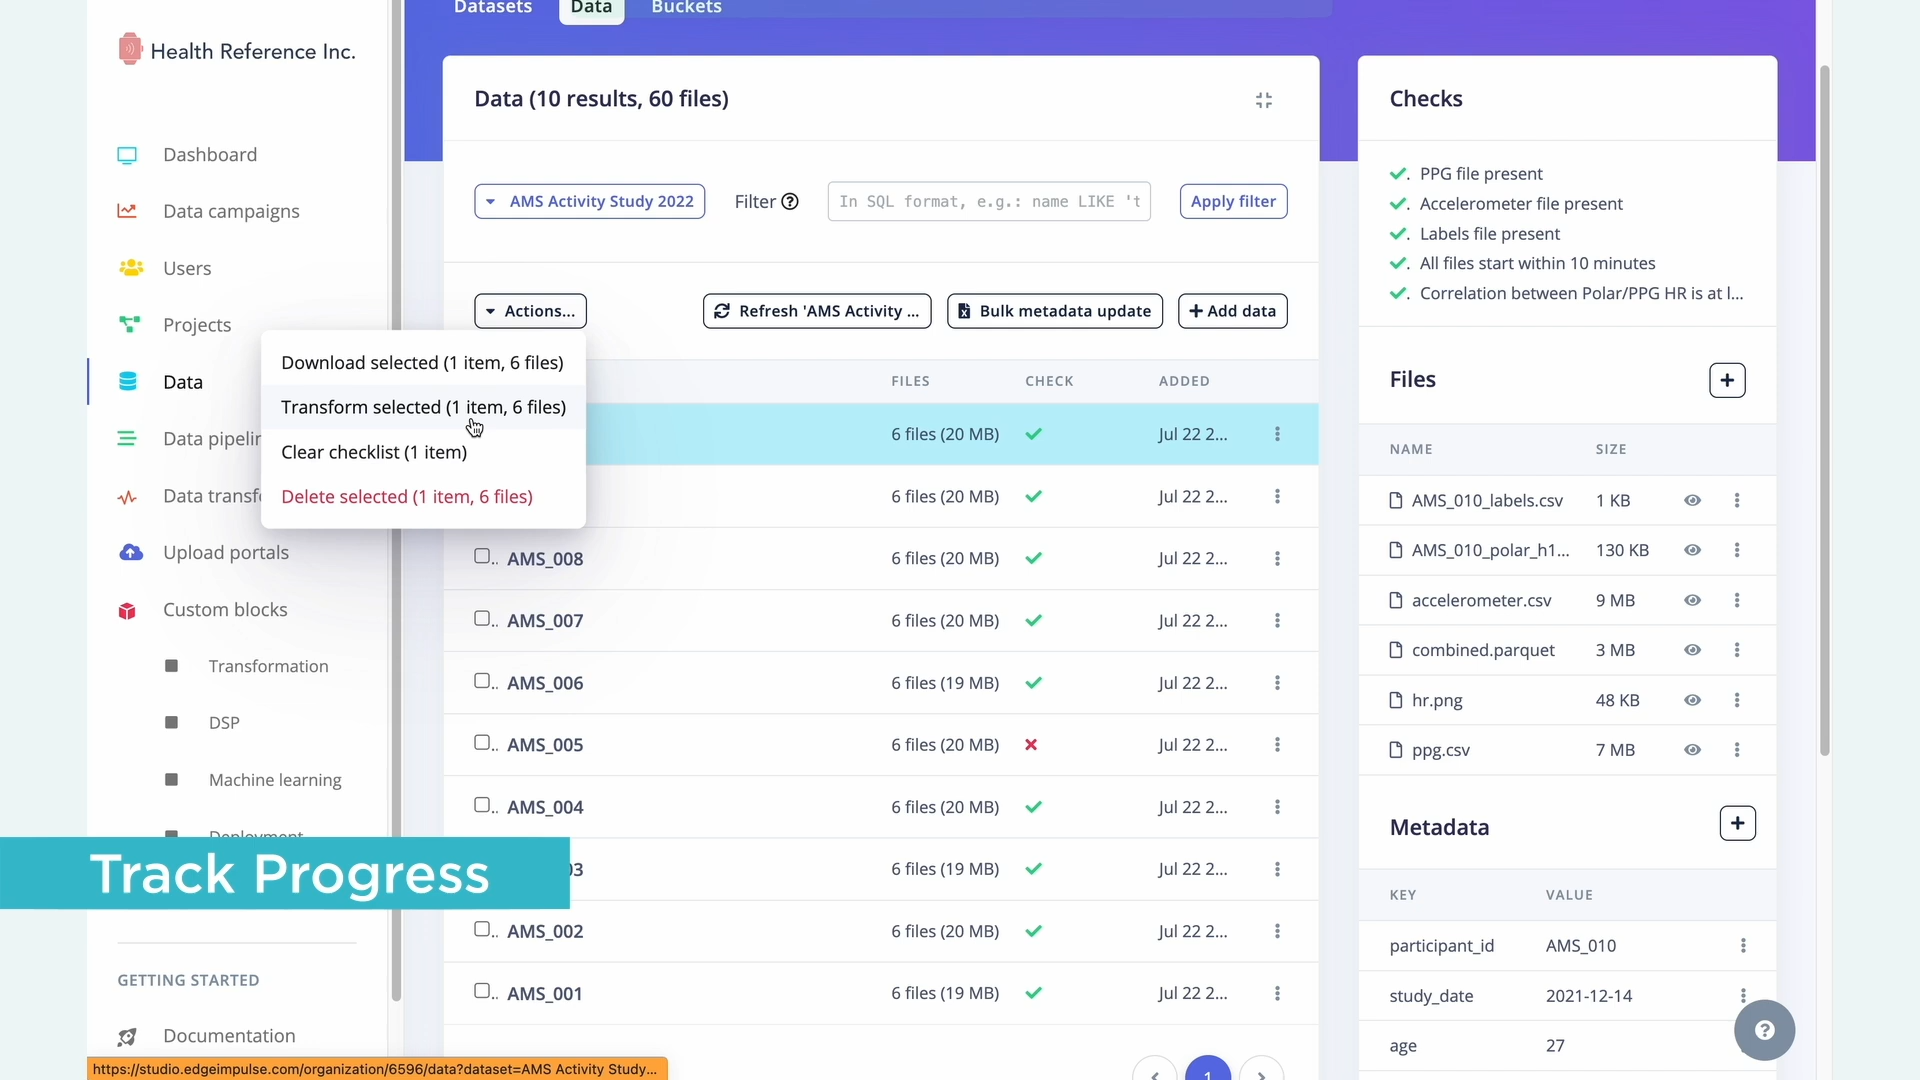 Datasets
Data
Buckets
Health Reference Inc.
Dashboard
Data campaigns
Users
Projects
Data
Data pipelin
Data transfo
Upload portals
Custom blocks
Transformation
DSP
Machine learning
Deployment
Track Progress
GETTING STARTED
Documentation
https://studio.edgeimpulse.com/organization/6596/data?dataset=AMS Activity Study...
Data (10 results, 60 files)
AMS Activity Study 2022
Filter
In SQL format, e.g.: name LIKE 't
Apply filter
Actions...
Refresh 'AMS Activity ...
Bulk metadata update
+ Add data
Download selected (1 item, 6 files)
Transform selected (1 item, 6 files)
Clear checklist (1 item)
Delete selected (1 item, 6 files)
FILES CHECK ADDED
6 files (20 MB) Jul 22 2...
6 files (20 MB) Jul 22 2...
AMS_008 6 files (20 MB) Jul 22 2...
AMS_007 6 files (20 MB) Jul 22 2...
AMS_006 6 files (19 MB) Jul 22 2...
AMS_005 6 files (20 MB) Jul 22 2...
AMS_004 6 files (20 MB) Jul 22 2...
3 6 files (19 MB) Jul 22 2...
AMS_002 6 files (20 MB) Jul 22 2...
AMS_001 6 files (19 MB) Jul 22 2...
1
Checks
PPG file present
Accelerometer file present
Labels file present
All files start within 10 minutes
Correlation between Polar/PPG HR is at l...
Files
NAME SIZE
AMS_010_labels.csv 1 KB
AMS_010_polar_h1... 130 KB
accelerometer.csv 9 MB
combined.parquet 3 MB
hr.png 48 KB
ppg.csv 7 MB
Metadata
KEY VALUE
participant_id AMS_010
study_date 2021-12-14
age 27